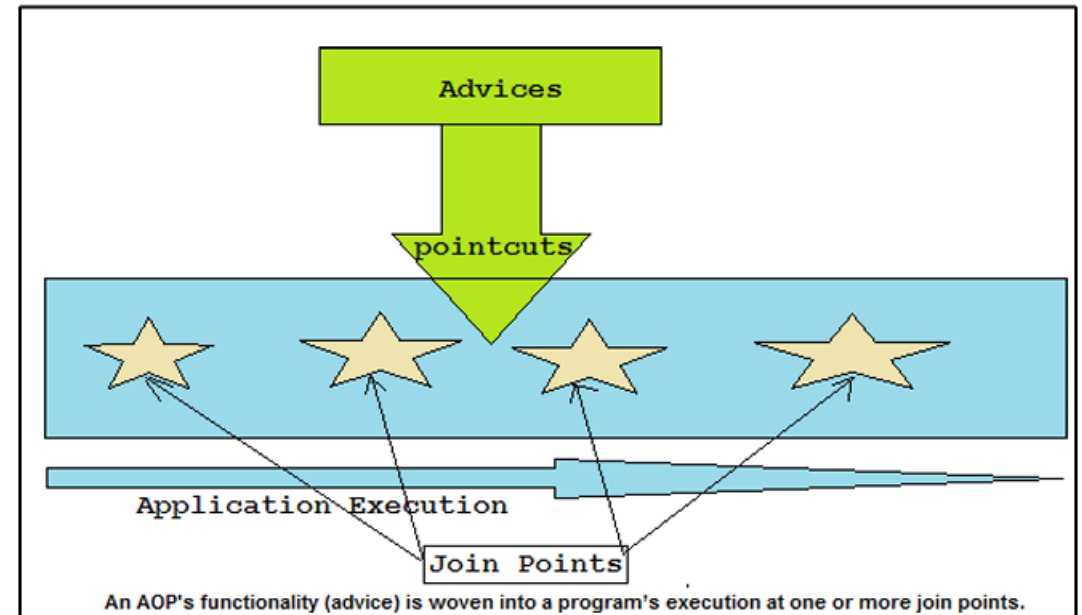 Advices
pointcuts
Application Execution
Join Points
An AOP's functionality (advice) is woven into a program's execution at one or more join points.